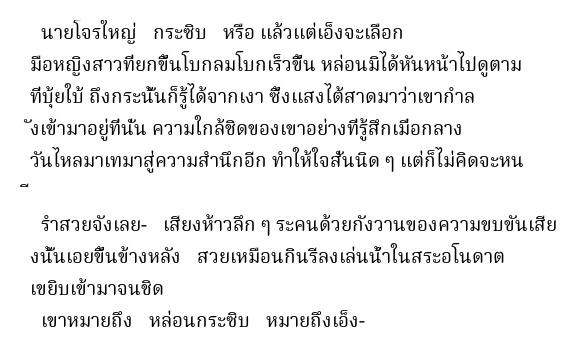 นายโจรใหญ่ กระซิบ หรือ แล้วแต่เอ็งจะเลือก
มือหญิงสาวที่ยกขึ้นโบกลมโบกเร็วขึ้น หล่อนมิได้หันหน้าไปดูตาม
ที่บุ้ยใบ้ ถึงกระนั้นก็รู้ได้จากเงา ซึ่งแสงไต้สาดมาว่าเขากำล
ังเข้ามาอยู่ที่นั่น ความใกล้ชิดของเขาอย่างที่รู้สึกเมื่อกลาง
วันไหลมาเทมาสู่ความสำนึกอีก ทำให้ใจสั่นนิด ๆ แต่ก็ไม่คิดจะหน
ี
รำสวยจังเลย- เสียงห้าวลึก ๆ ระคนด้วยกังวานของความขบขันเสีย
งนั้นเอยขึ้นข้างหลัง สวยเหมือนกินรีลงเล่นน้ำในสระอโนดาต
เขยิบเข้ามาจนชิด
เขาหมายถึง หล่อนกระซิบ หมายถึงเอ็ง-